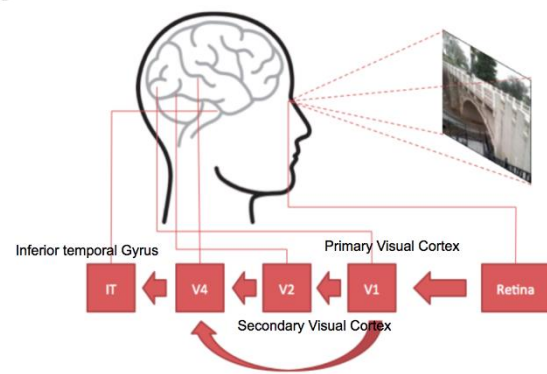 Inferior temporal Gyrus
Primary Visual Cortex
IT
V4
V2
V1
Retina
Secondary Visual Cortex